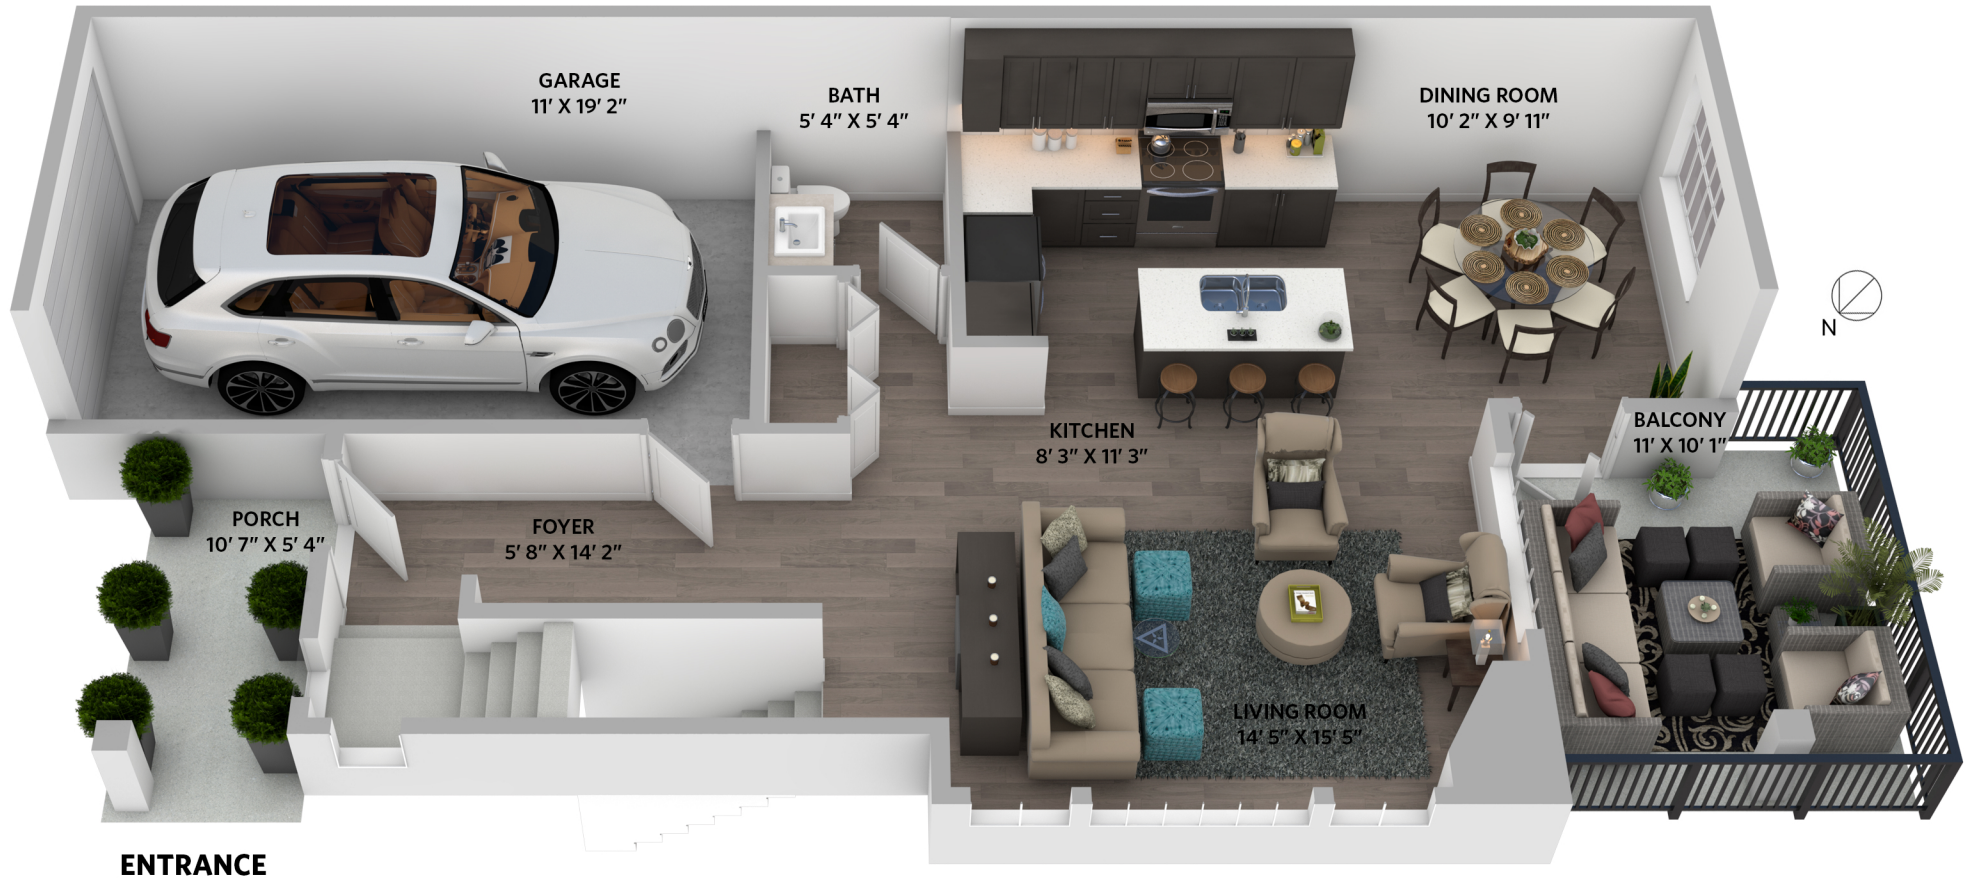 GARAGE
11’ X 19’ 2”
BATH
5’ 4” X 5’ 4”
DINING ROOM
10’ 2” X 9’ 11”
N
BALCONY
11’ X 10’ 1”
KITCHEN
8’ 3” X 11’ 3”
PORCH
10’ 7” X 5’ 4”
FOYER
5’ 8” X 14’ 2”
LIVING ROOM
14’ 5” X 15’ 5”
ENTRANCE